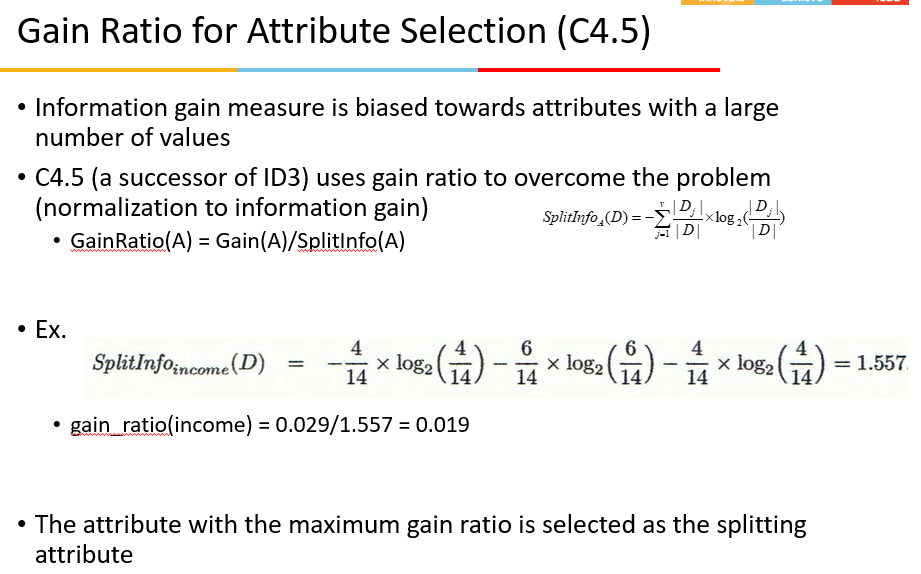 Gain Ratio for Attribute Selection (C4.5)
• Information gain measure is biased towards attributes with a large
number of values
• C4.5 (a successor of ID3) uses gain ratio to overcome the problem
(normalization to information gain)
SplitInfo_A(D) = −∑_{j=1}^{v} |D_j|/|D| × log_2(|D_j|/|D|)
• GainRatio(A) = Gain(A)/SplitInfo(A)
• Ex.
SplitInfo_{income}(D) = −4/14 × log_2(4/14) − 6/14 × log_2(6/14) − 4/14 × log_2(4/14) = 1.557.
• gain_ratio(income) = 0.029/1.557 = 0.019
• The attribute with the maximum gain ratio is selected as the splitting
attribute